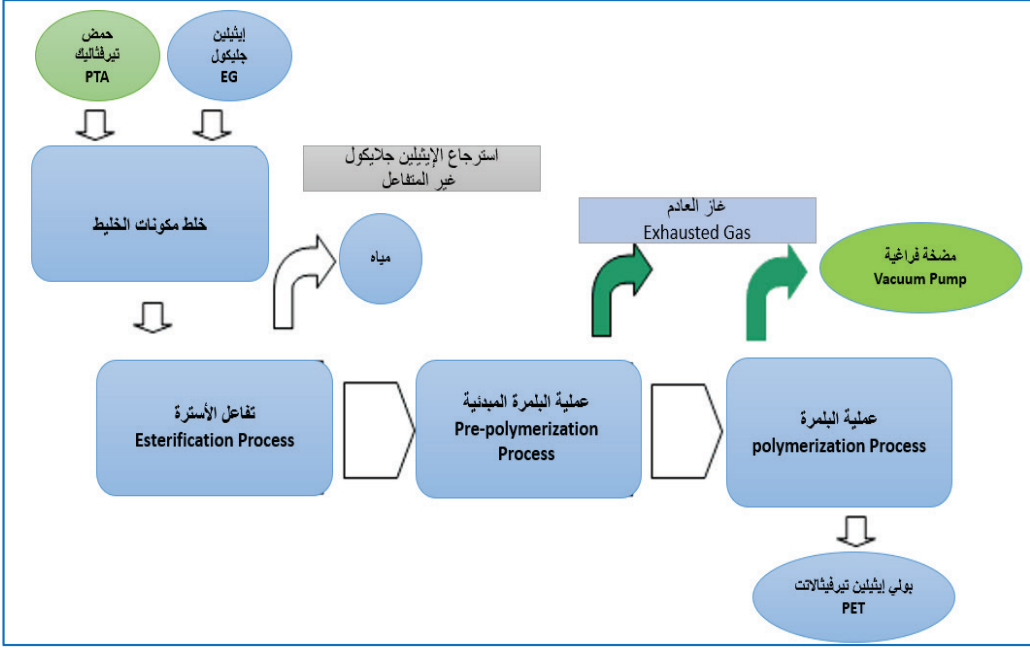 حمض
تيرفثاليك
PTA
إيثيلين
جليكول
EG
خلط مكونات الخليط
استرجاع الإيثيلين جلايكول
غير المتفاعل
مياه
غاز العادم
Exhausted Gas
مضخة فراغية
Vacuum Pump
تفاعل الأسترة
Esterification Process
عملية البلمرة المبدئية
Pre-polymerization
Process
عملية البلمرة
polymerization Process
بولي إيثيلين تيرفيثالات
PET